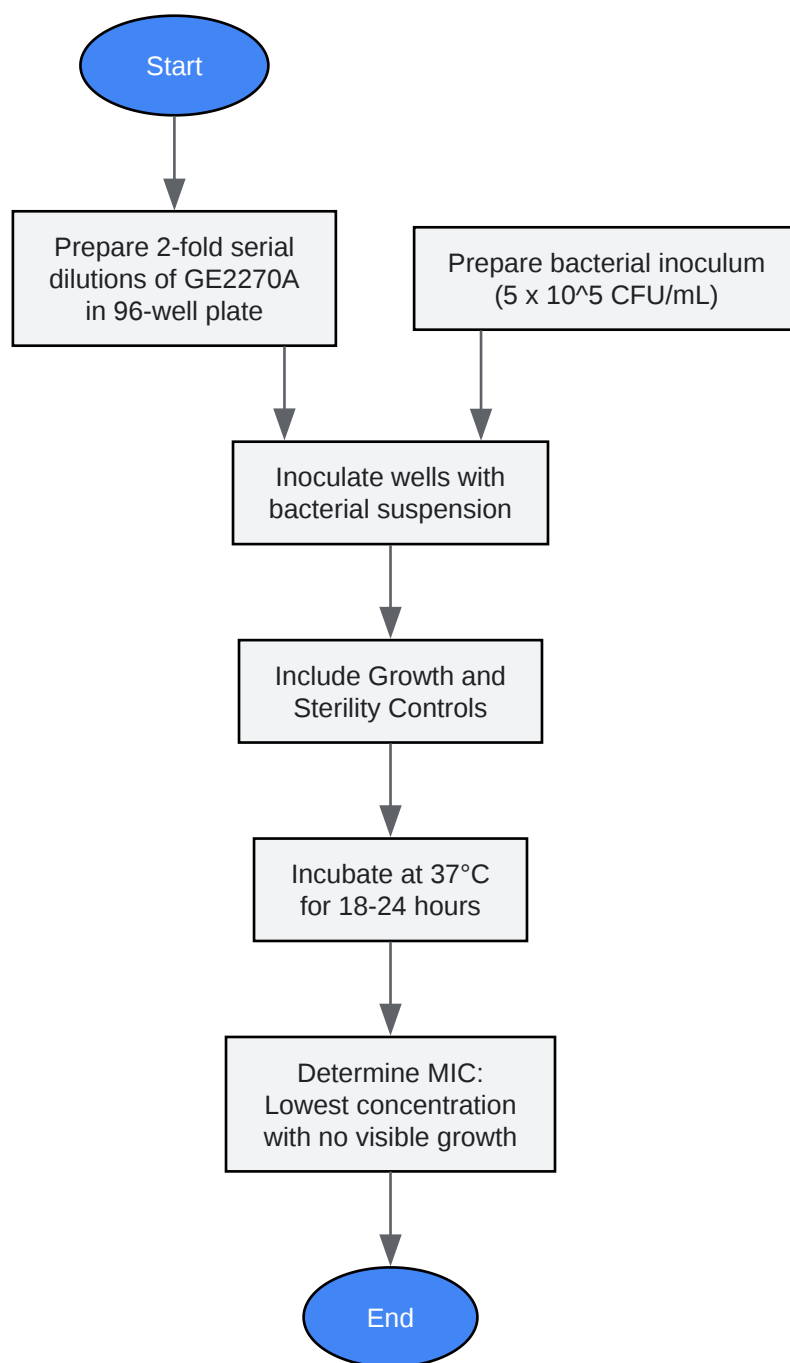 Start
Prepare 2-fold serial
dilutions of GE2270A
in 96-well plate
Prepare bacterial inoculum
(5 x 10^5 CFU/mL)
Inoculate wells with
bacterial suspension
Include Growth and
Sterility Controls
Incubate at 37°C
for 18-24 hours
Determine MIC:
Lowest concentration
with no visible growth
End